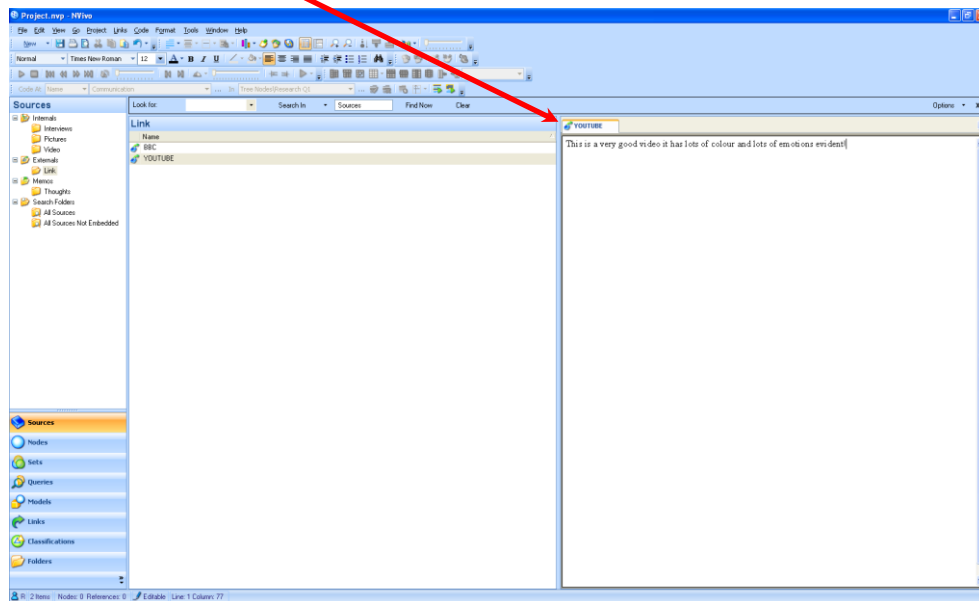 Project.nvp - NVivo
File Edit View Go Project Links Code Format Tools Window Help
New
Normal Times New Roman 12 A B I U
Code At Name Communication In Tree Nodes\Research Q1
Sources Look for: Search In Sources Find Now Clear Options
Internals
Interviews
Pictures
Video
Externals
Link
Memos
Thoughts
Search Folders
All Sources
All Sources Not Embedded
Link
Name
BBC
YOUTUBE
YOUTUBE
This is a very good video it has lots of colour and lots of emotions evident!
Sources
Nodes
Sets
Queries
Models
Links
Classifications
Folders
R 2 Items Nodes: 0 References: 0 Editable Line: 1 Column: 77